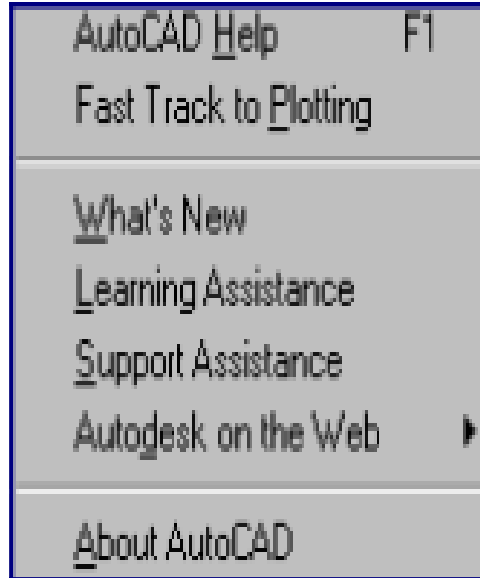 AutoCAD Help F1
Fast Track to Plotting
What's New
Learning Assistance
Support Assistance
Autodesk on the Web
About AutoCAD